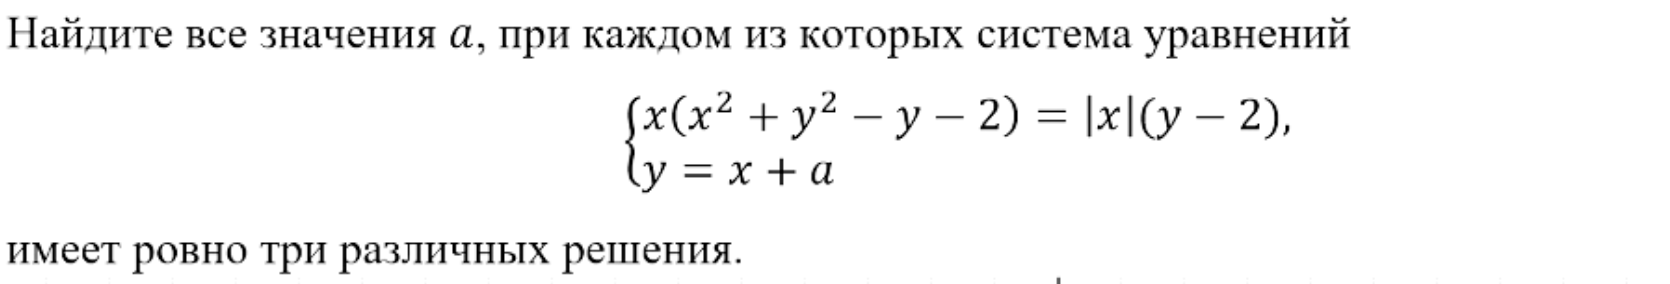 Найдите все значения a, при каждом из которых система уравнений
{x(x² + y² − y − 2) = |x|(y − 2),
y = x + a
имеет ровно три различных решения.